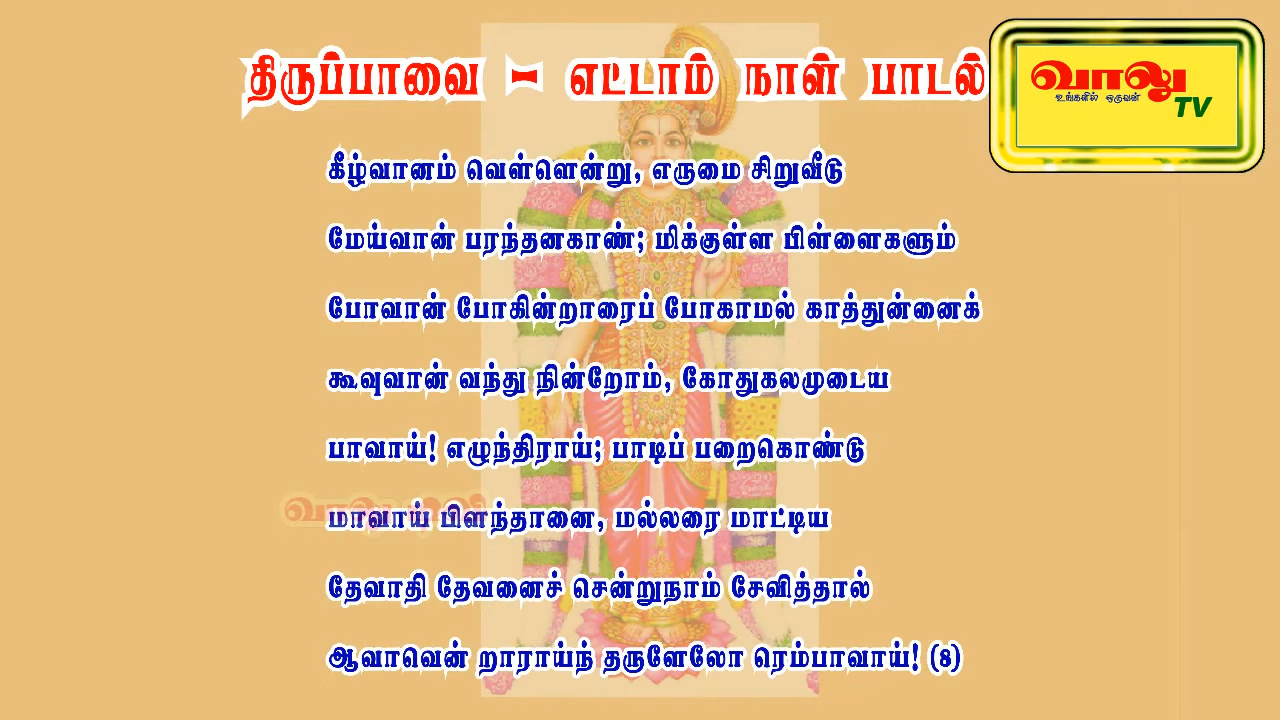 திருப்பாவை - எட்டாம் நாள் பாடல்
வாலு
உங்களில் ஒருவன்
TV
கீழ்வானம் வெள்ளென்று, எருமை சிறுவீடு
மேய்வான் பரந்தனகாண்; மிக்குள்ள பிள்ளைகளும்
போவான் போகின்றாரைப் போகாமல் காத்துன்னைக்
கூவுவான் வந்து நின்றோம், கோதுகலமுடைய
பாவாய்! எழுந்திராய்; பாடிப் பறைகொண்டு
மாவாய் பிளந்தானை, மல்லரை மாட்டிய
தேவாதி தேவனைச் சென்றுநாம் சேவித்தால்
ஆவாவென் றாராய்ந் தருளேலோ ரெம்பாவாய்! (8)
வாலு